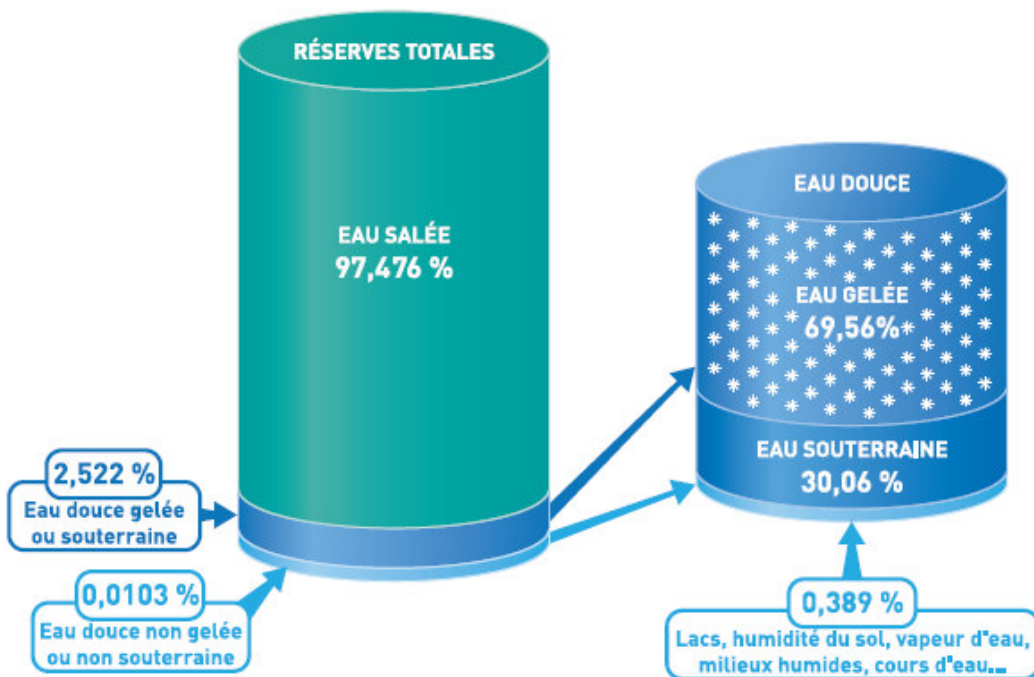 RÉSERVES TOTALES
EAU SALÉE
97,476 %
2,522 %
Eau douce gelée
ou souterraine
0,0103 %
Eau douce non gelée
ou non souterraine
EAU DOUCE
EAU GELÉE
69,56%
EAU SOUTERRAINE
30,06 %
0,389 %
Lacs, humidité du sol, vapeur d'eau,
milieux humides, cours d'eau...